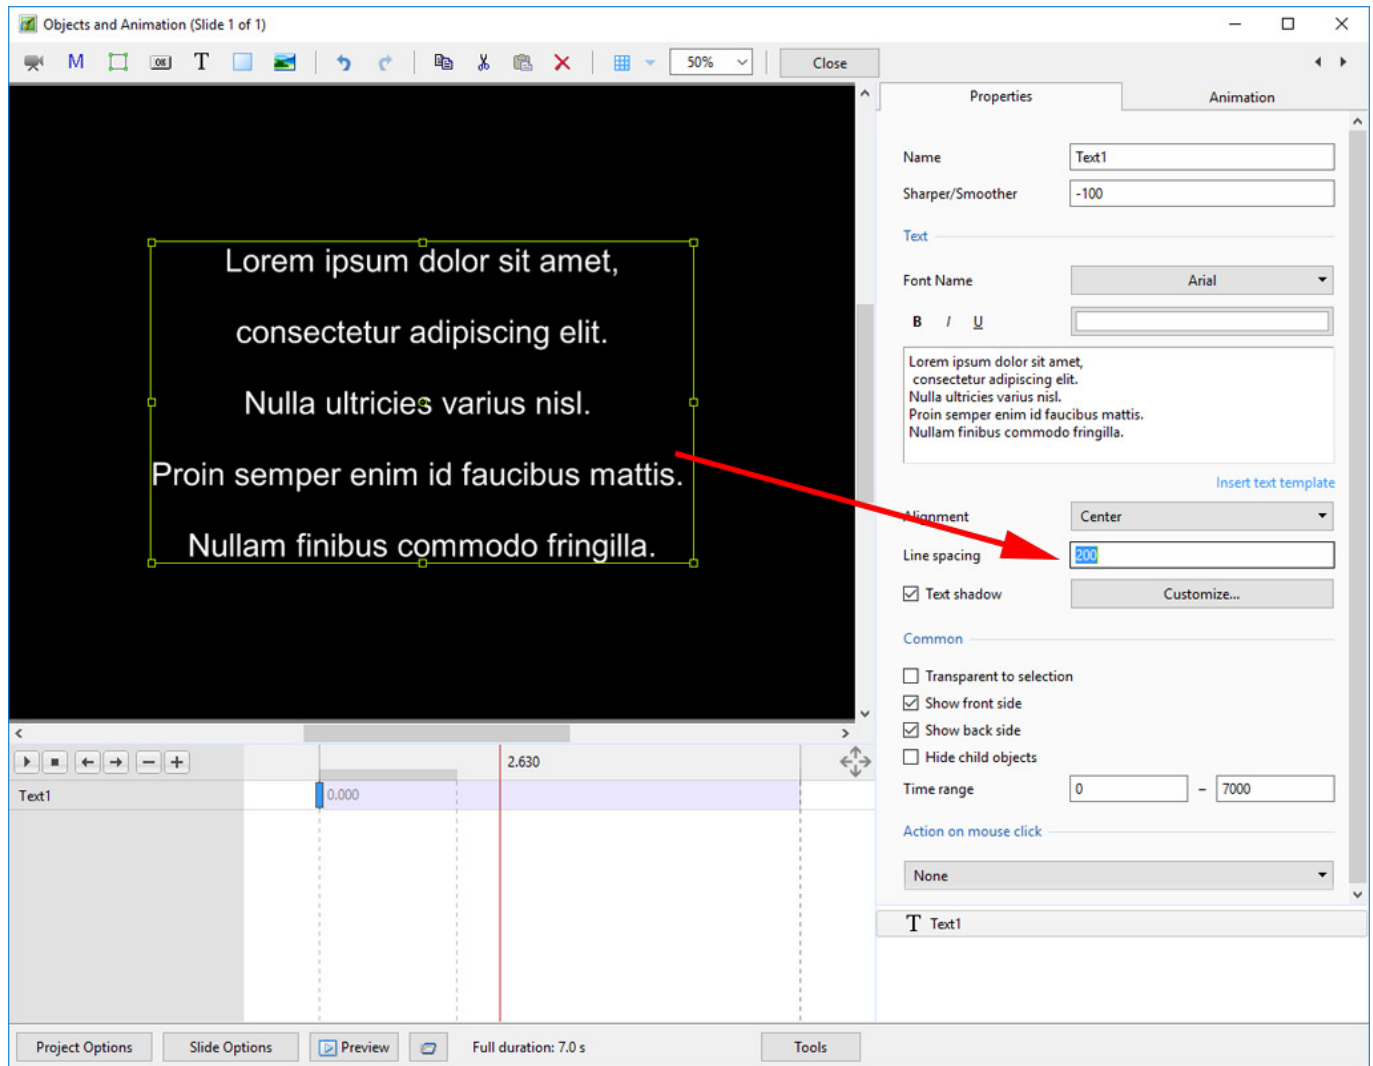 Objects and Animation (Slide 1 of 1)
M OK T 50% Close
Properties Animation
Name Text1
Sharper/Smoother -100
Text
Font Name Arial
B I U
Lorem ipsum dolor sit amet,
consectetur adipiscing elit.
Nulla ultricies varius nisl.
Proin semper enim id faucibus mattis.
Nullam finibus commodo fringilla.
Insert text template
Alignment Center
Line spacing 200
Text shadow Customize...
Common
Transparent to selection
Show front side
Show back side
Hide child objects
Time range 0 – 7000
Action on mouse click
None
T Text1
Lorem ipsum dolor sit amet,
consectetur adipiscing elit.
Nulla ultricies varius nisl.
Proin semper enim id faucibus mattis.
Nullam finibus commodo fringilla.
2.630
Text1 0.000
Project Options Slide Options Preview Full duration: 7.0 s Tools